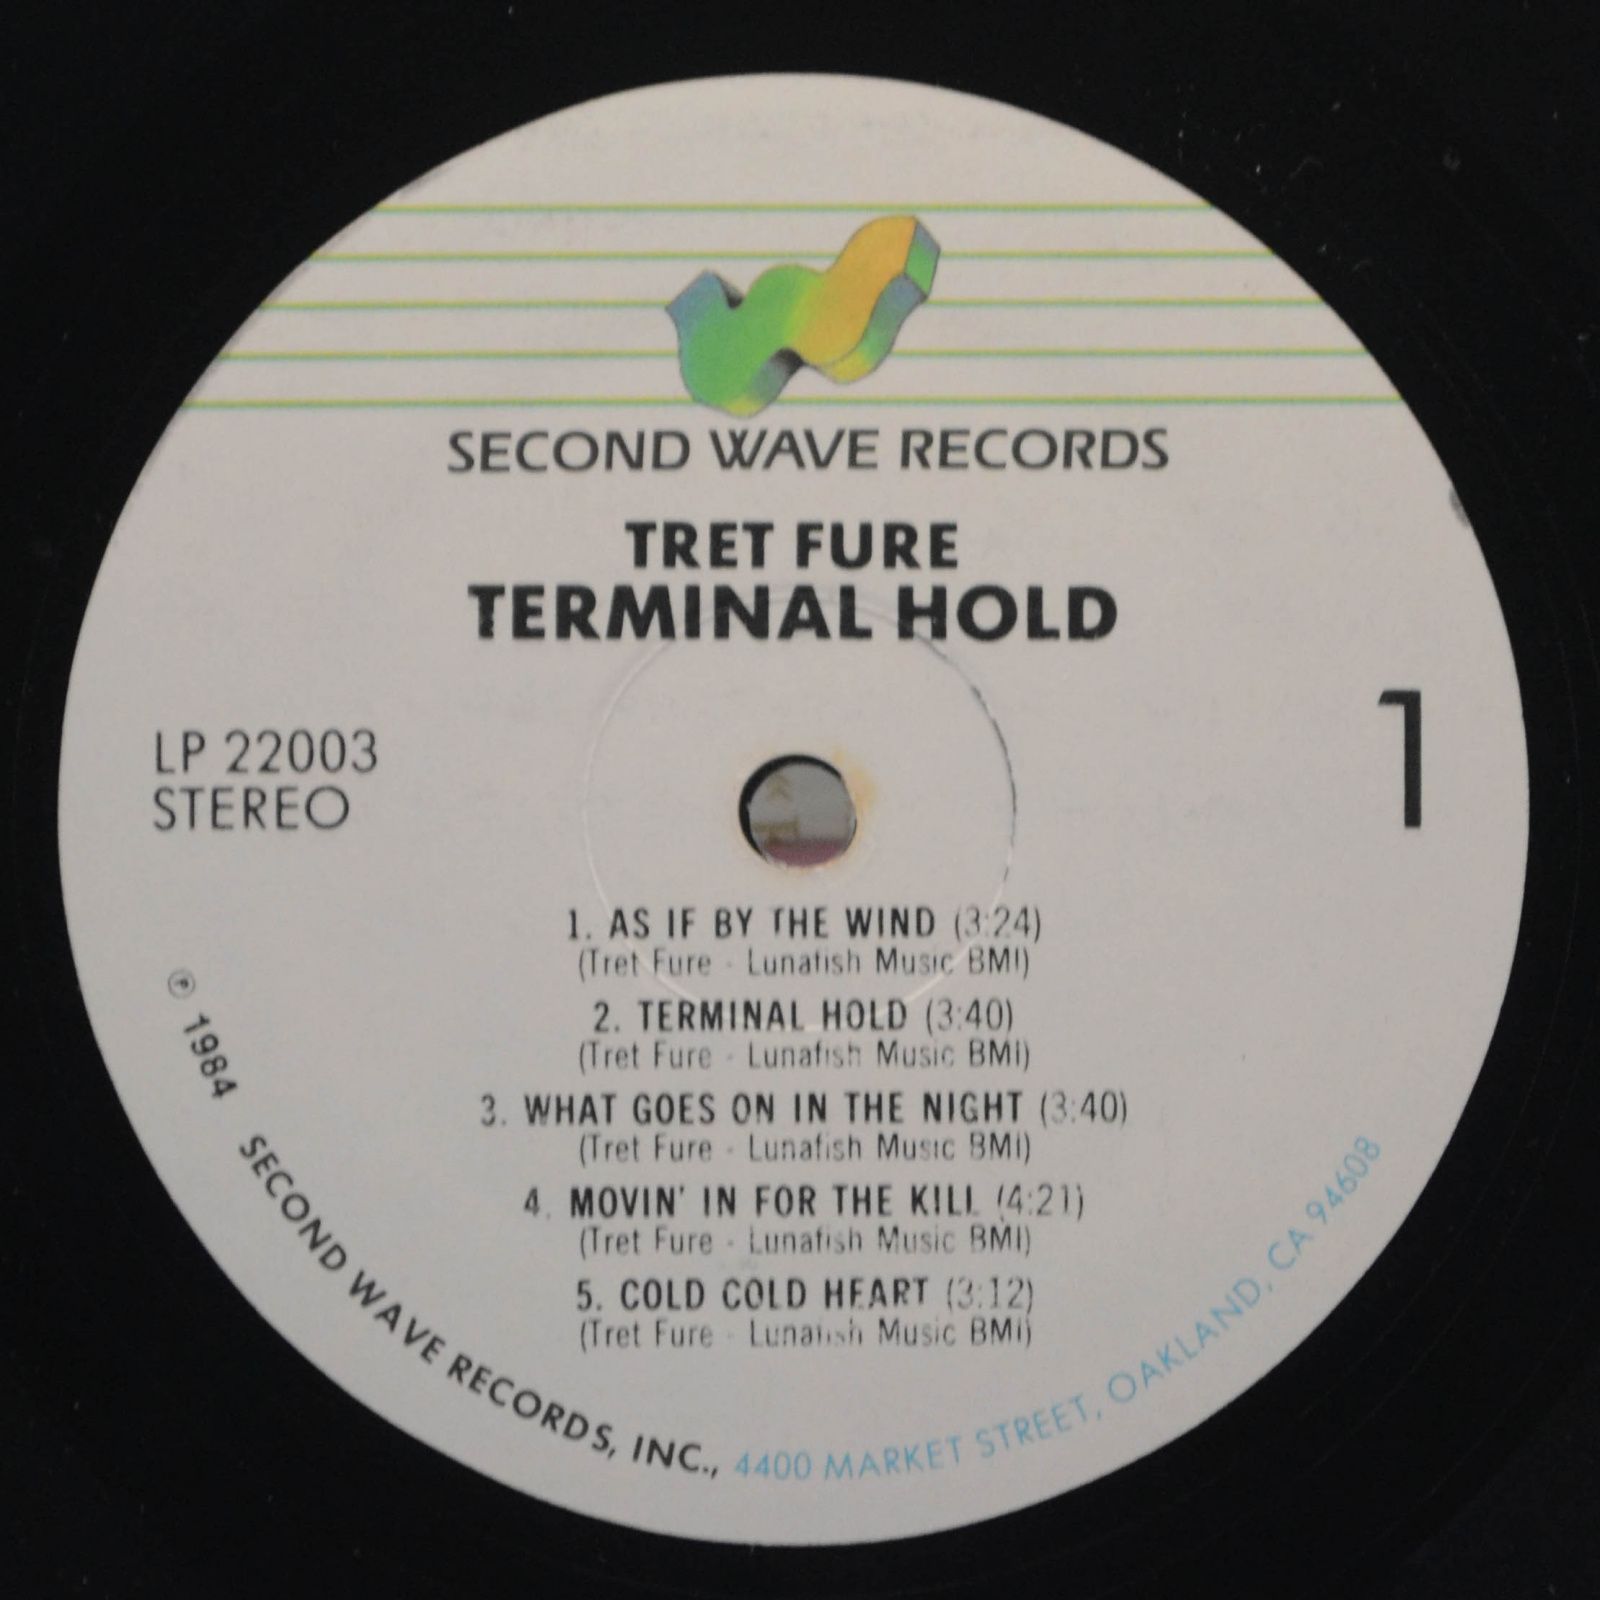 SECOND WAVE RECORDS
TRET FURE
TERMINAL HOLD
1
LP 22003
STEREO
1. AS IF BY THE WIND (3:24)
(Tret Fure - Lunafish Music BMI)
2. TERMINAL HOLD (3:40)
(Tret Fure - Lunafish Music BMI)
3. WHAT GOES ON IN THE NIGHT (3:40)
(Tret Fure - Lunafish Music BMI)
4. MOVIN' IN FOR THE KILL (4:21)
(Tret Fure - Lunafish Music BMI)
5. COLD COLD HEART (3:12)
(Tret Fure - Lunafish Music BMI)
℗ 1984 SECOND WAVE RECORDS, INC., 4400 MARKET STREET, OAKLAND, CA 94608